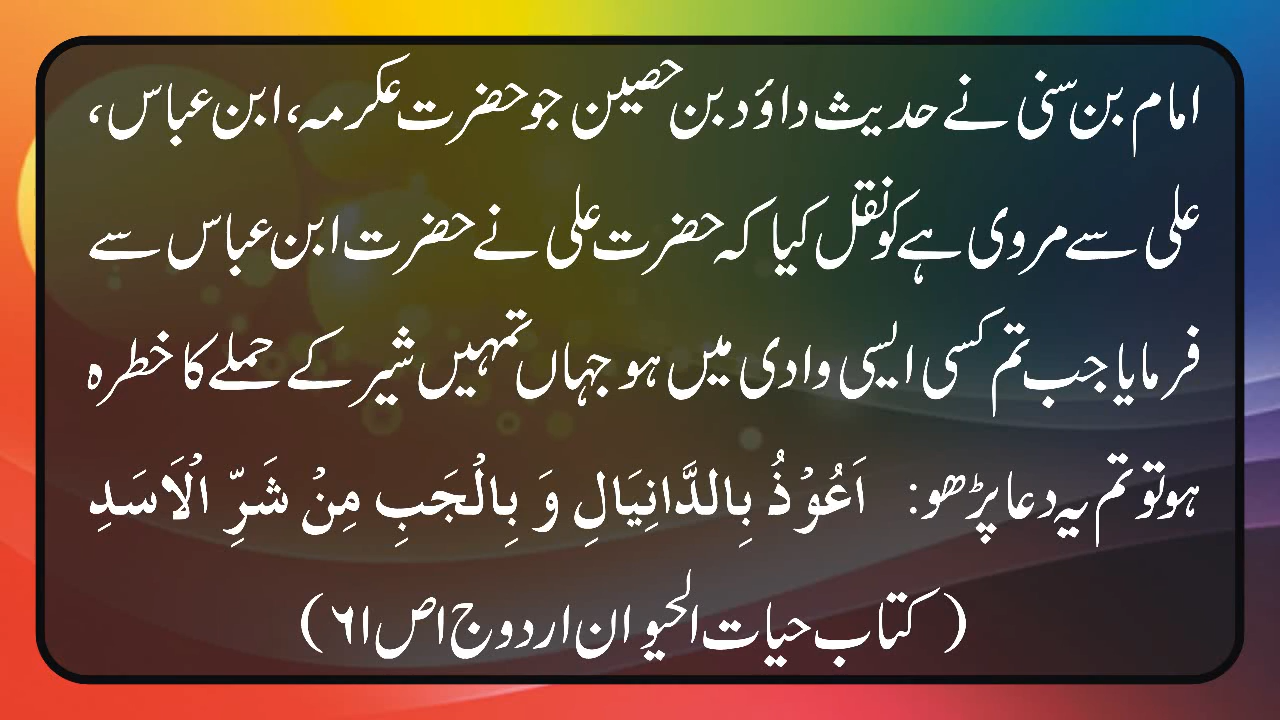 امام بن سنی نے حدیث داؤد بن حصین جو حضرت عکرمہ، ابن عباس،
علی سے مروی ہے کو نقل کیا کہ حضرت علی نے حضرت ابن عباس سے
فرمایا جب تم کسی ایسی وادی میں ہو جہاں تمہیں شیر کے حملے کا خطرہ
ہو تو تم یہ دعا پڑھو: اَعُوْذُ بِالدَّانِیَالِ وَ بِالْجَبِ مِنْ شَرِّ الْاَسَدِ
(کتاب حیات الحیوان اردو ج ا ص ۶۱)